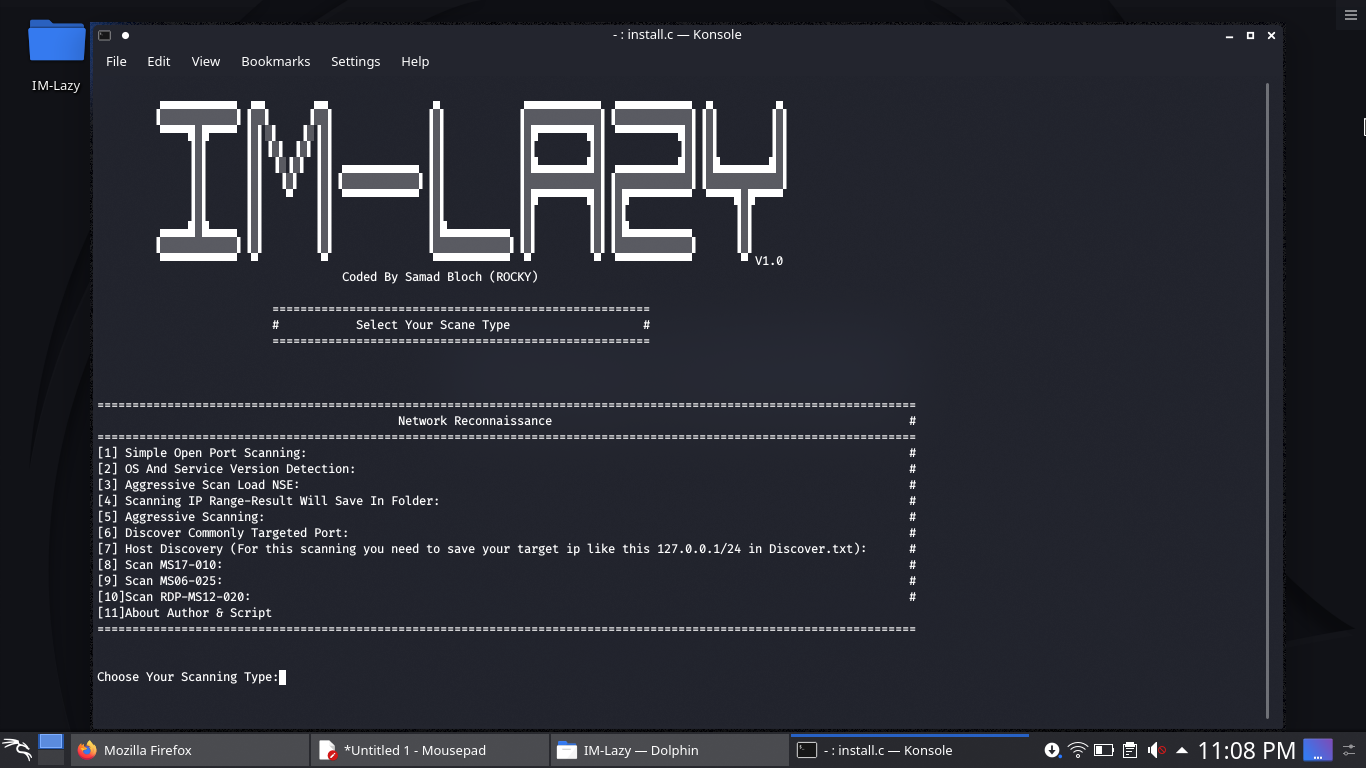 IM-Lazy
- : install.c — Konsole
File Edit View Bookmarks Settings Help
IM-LAZY
V1.0
Coded By Samad Bloch (ROCKY)
======================================================
# Select Your Scane Type #
======================================================
=====================================================================================================================
Network Reconnaissance #
=====================================================================================================================
[1] Simple Open Port Scanning: #
[2] OS And Service Version Detection: #
[3] Aggressive Scan Load NSE: #
[4] Scanning IP Range-Result Will Save In Folder: #
[5] Aggressive Scanning: #
[6] Discover Commonly Targeted Port: #
[7] Host Discovery (For this scanning you need to save your target ip like this 127.0.0.1/24 in Discover.txt): #
[8] Scan MS17-010: #
[9] Scan MS06-025: #
[10]Scan RDP-MS12-020: #
[11]About Author & Script
=====================================================================================================================
Choose Your Scanning Type:
Mozilla Firefox
*Untitled 1 - Mousepad
IM-Lazy — Dolphin
- : install.c — Konsole
11:08 PM